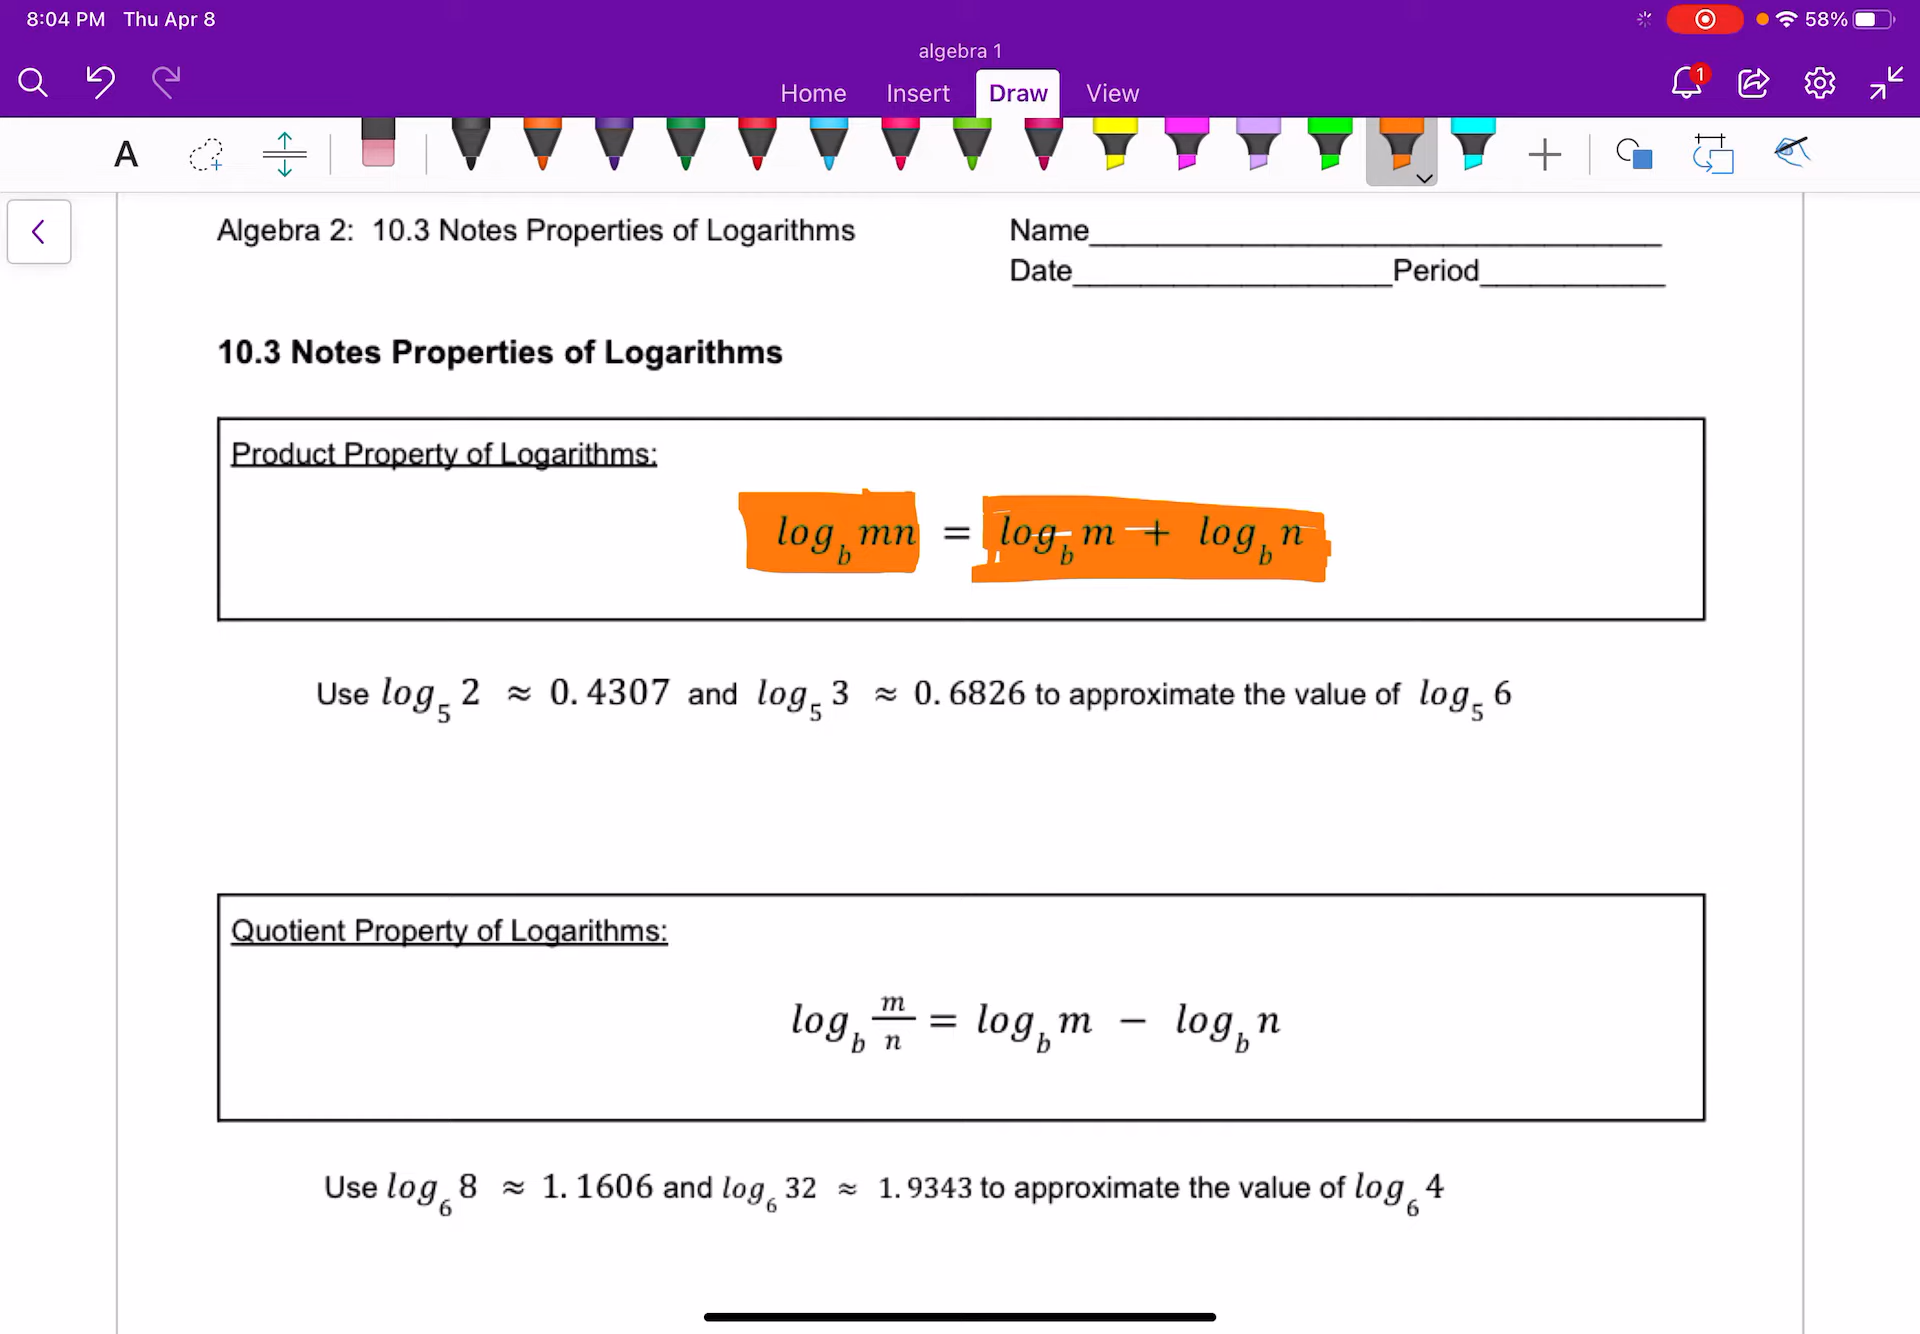 8:04 PM Thu Apr 8
58%
algebra 1
1
Home Insert Draw View
A
Algebra 2: 10.3 Notes Properties of Logarithms Name
Date Period
10.3 Notes Properties of Logarithms
Product Property of Logarithms:
log_b mn = log_b m + log_b n
Use log_5 2 ≈ 0.4307 and log_5 3 ≈ 0.6826 to approximate the value of log_5 6
Quotient Property of Logarithms:
log_b m/n = log_b m − log_b n
Use log_6 8 ≈ 1.1606 and log_6 32 ≈ 1.9343 to approximate the value of log_6 4